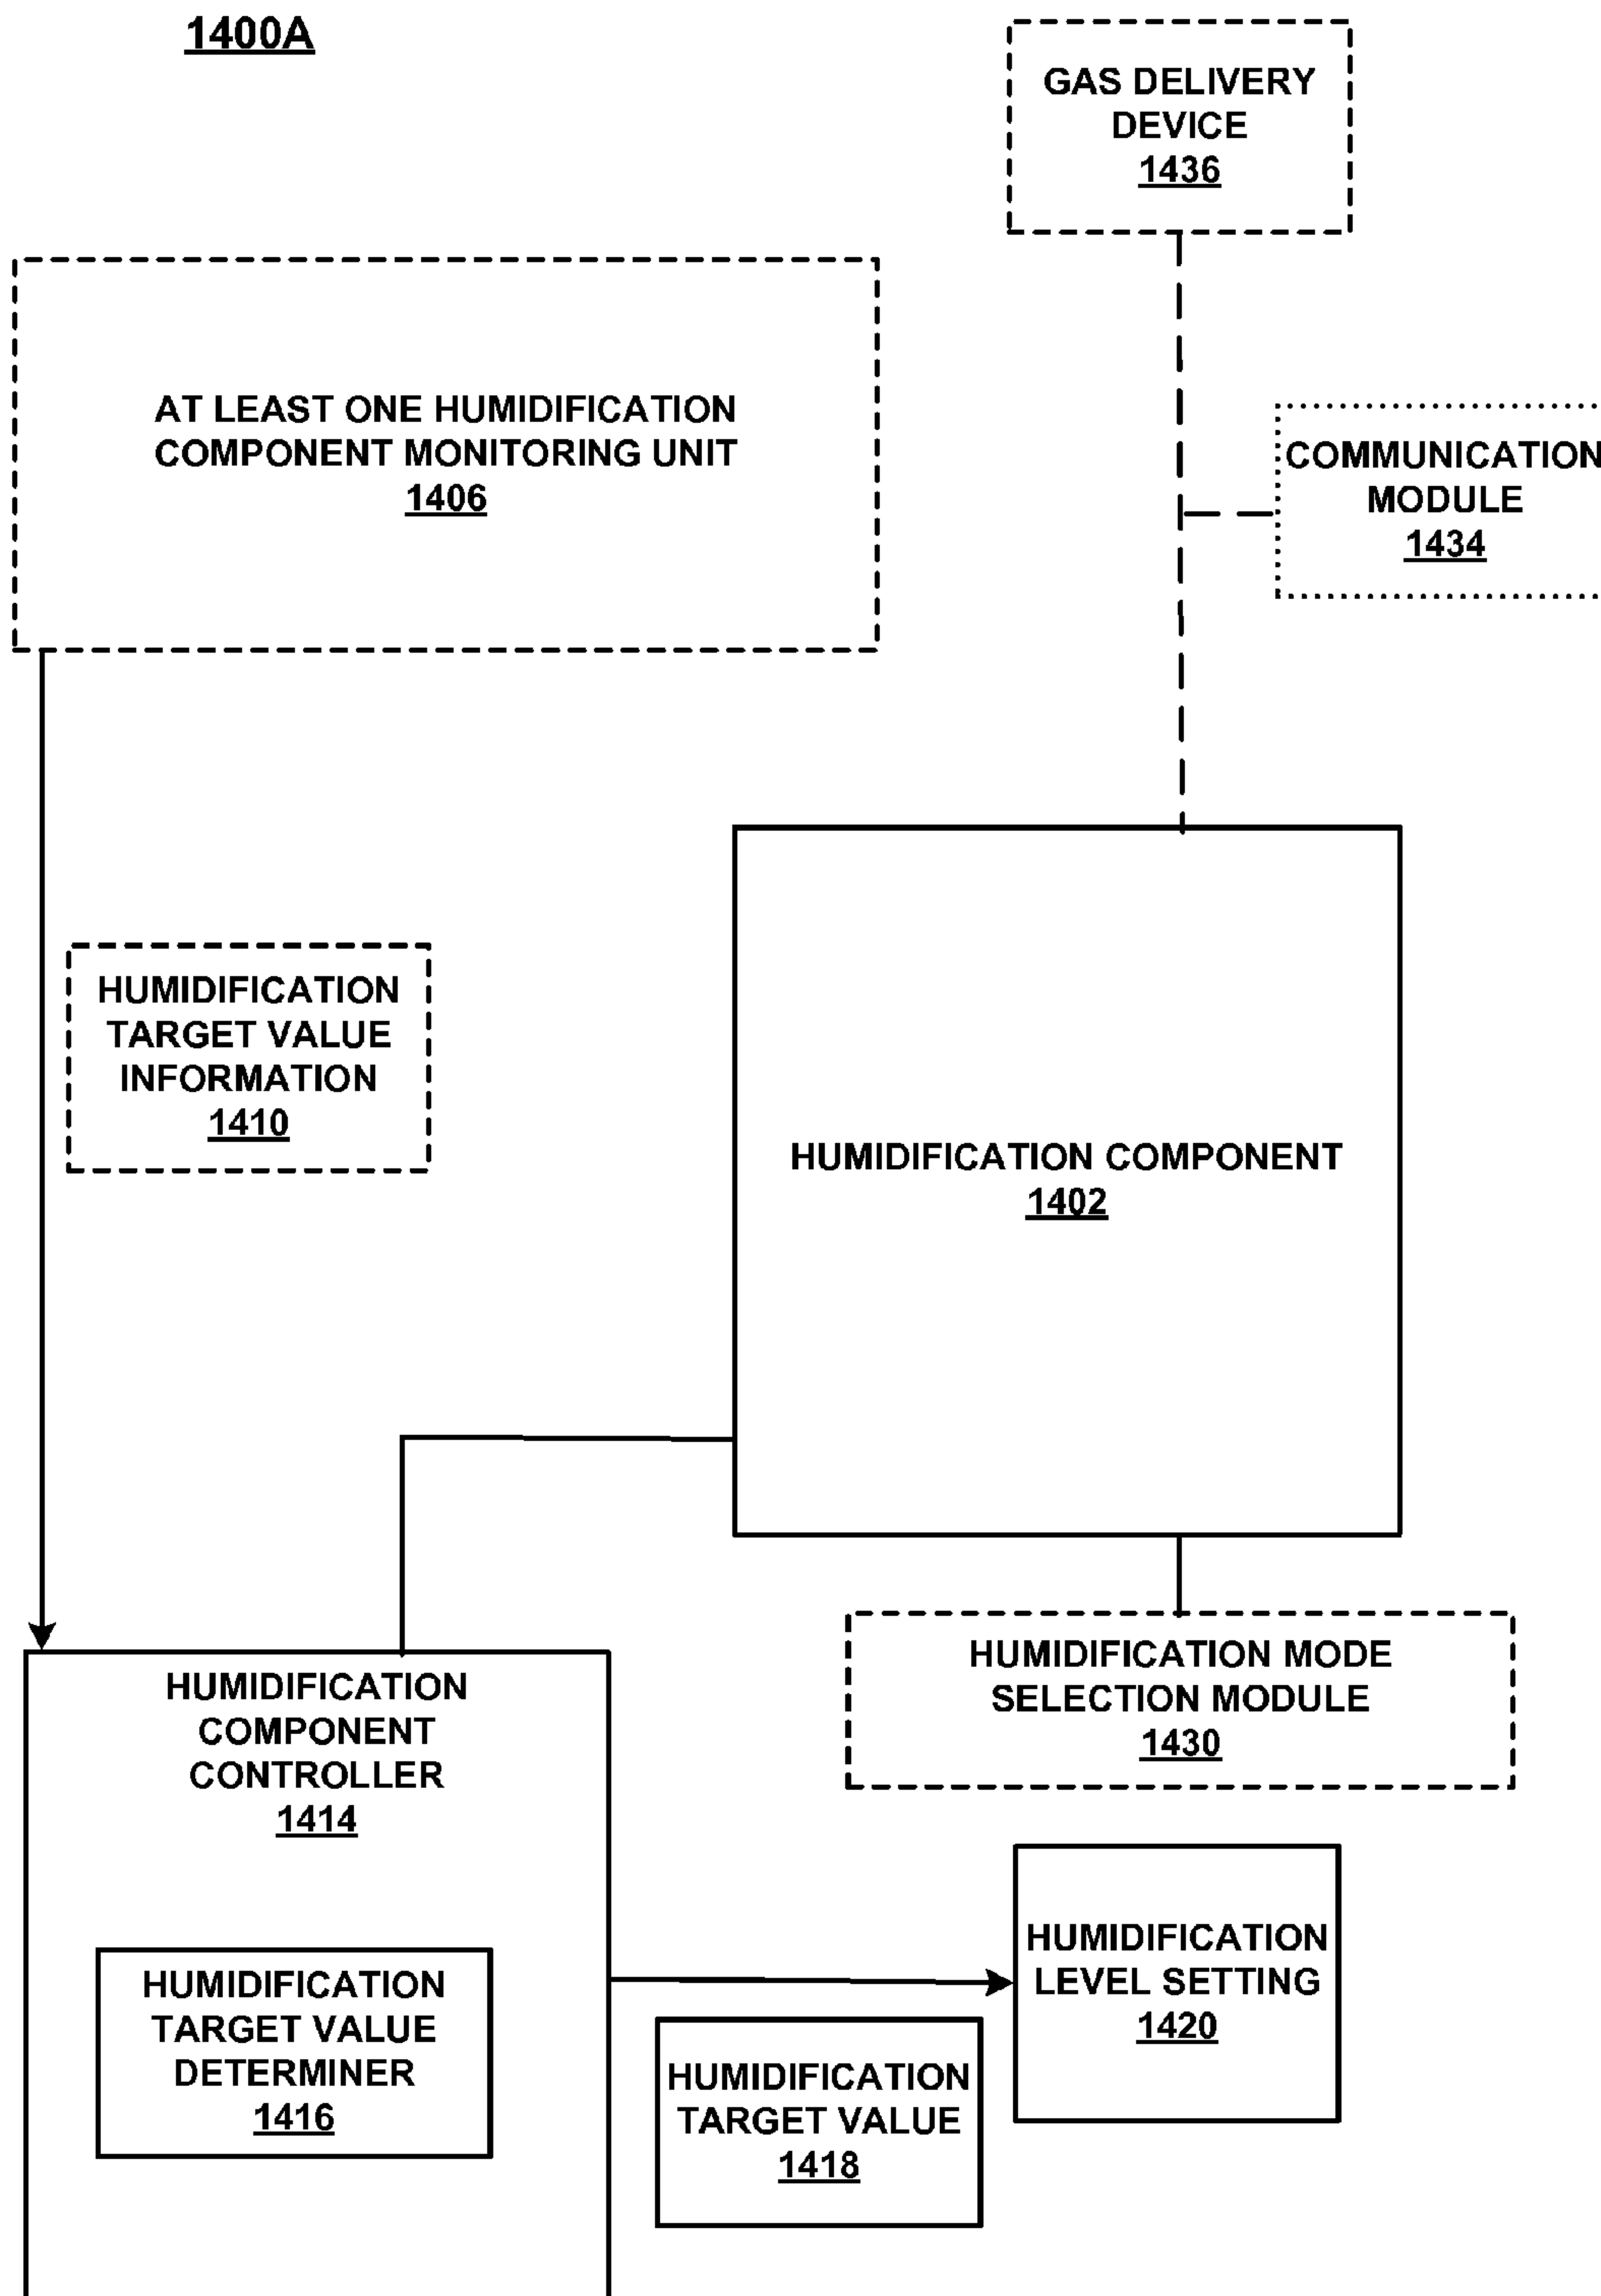 1400A
GAS DELIVERY
DEVICE
1436
AT LEAST ONE HUMIDIFICATION
COMPONENT MONITORING UNIT
1406
COMMUNICATION
MODULE
1434
HUMIDIFICATION
TARGET VALUE
INFORMATION
1410
HUMIDIFICATION COMPONENT
1402
HUMIDIFICATION
COMPONENT
CONTROLLER
1414
HUMIDIFICATION MODE
SELECTION MODULE
1430
HUMIDIFICATION
TARGET VALUE
DETERMINER
1416
HUMIDIFICATION
LEVEL SETTING
1420
HUMIDIFICATION
TARGET VALUE
1418